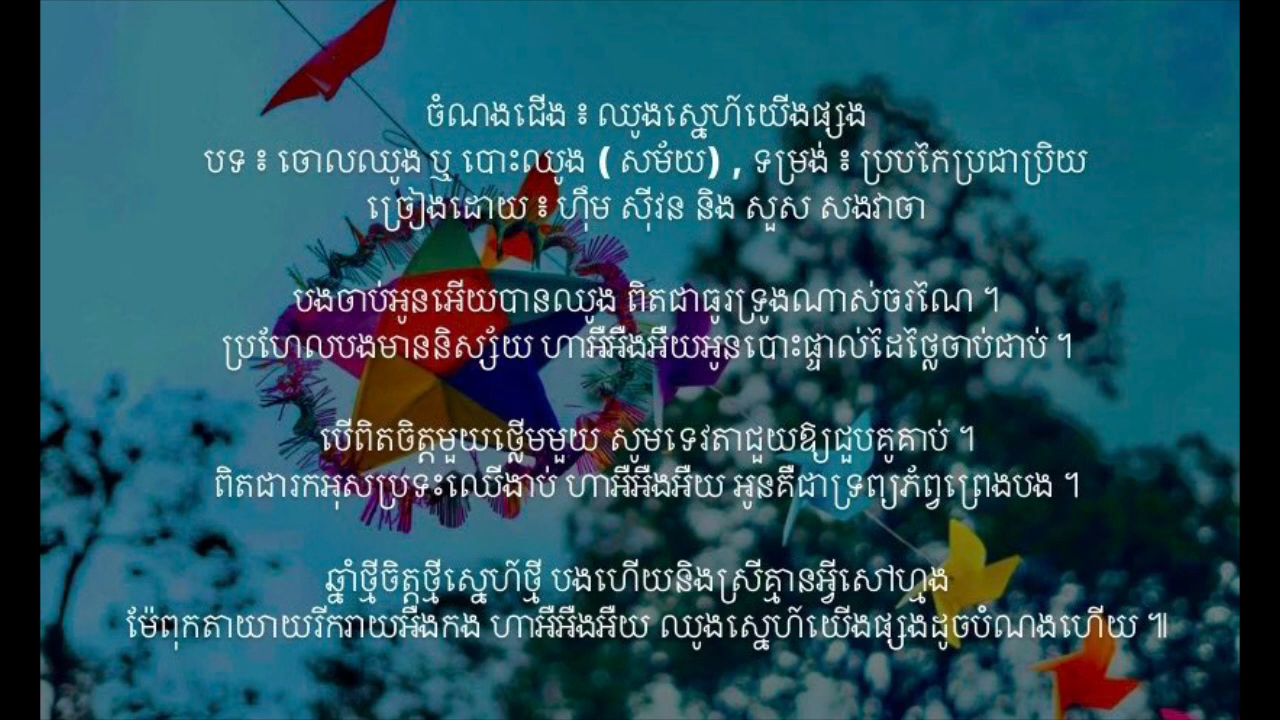 ចំណងជើង ៖ ឈូងស្នេហ៍យើងផ្សង
បទ ៖ ចោលឈូង ឬ បោះឈូង ( សម័យ) , ទម្រង់ ៖ ប្របកៃប្រជាប្រិយ
ច្រៀងដោយ ៖ ហ៊ឹម ស៊ីវន និង សួស សងវាចា
បងចាប់អូនអើយបានឈូង ពិតជាធូរទ្រូងណាស់ចរណៃ ។
ប្រហែលបងមាននិស្ស័យ ហាអឺអឺងអឺយអូនបោះផ្ទាល់ដៃថ្លៃចាប់ជាប់ ។
បើពិតចិត្តមួយថ្លើមមួយ សូមទេវតាជួយឱ្យជួបគូគាប់ ។
ពិតជារកអុសប្រទះឈើងាប់ ហាអឺអឺងអឺយ អូនគឺជាទ្រព្យភ័ព្វព្រេងបង ។
ឆ្នាំថ្មីចិត្តថ្មីស្នេហ៍ថ្មី បងហើយនិងស្រីគ្មានអ្វីសៅហ្មង
ម៉ែពុកតាយាយរីករាយអឺងកង ហាអឺអឺងអឺយ ឈូងស្នេហ៍យើងផ្សងដូចបំណងហើយ ៕